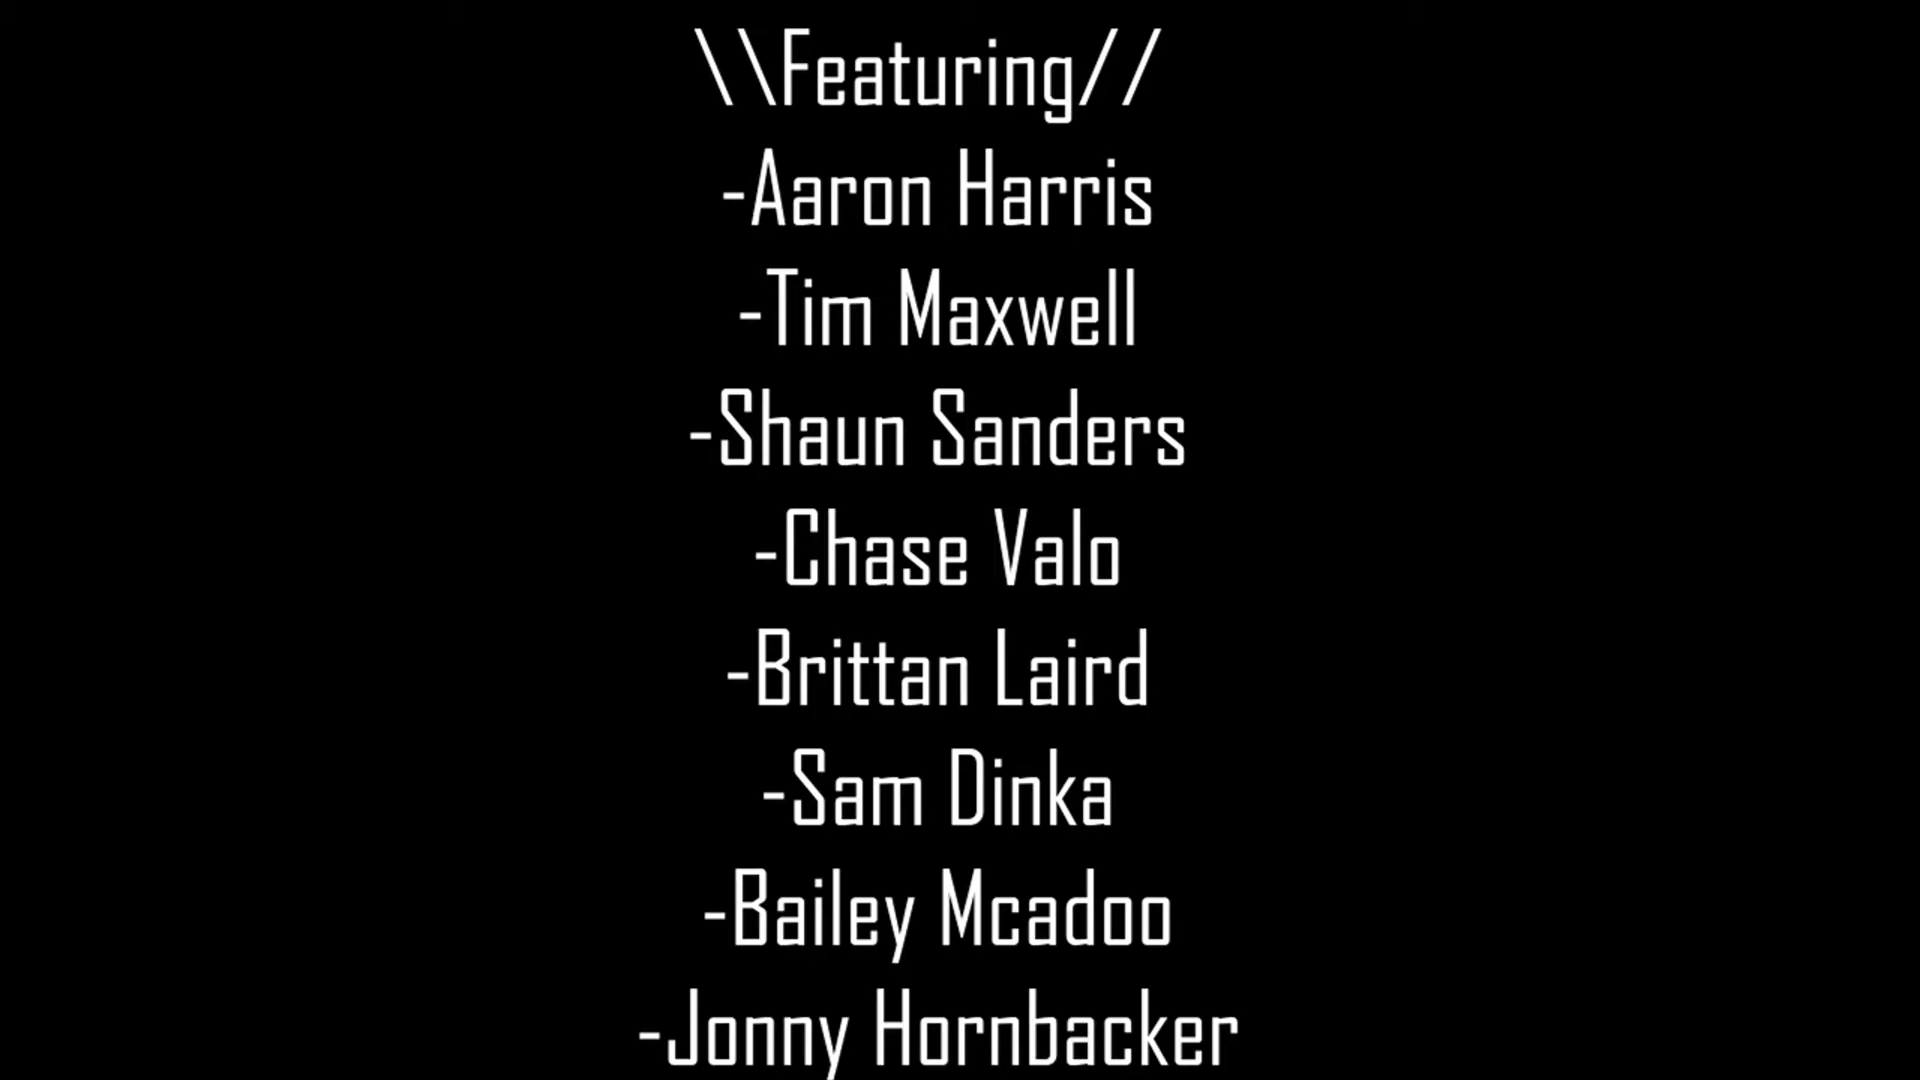 \\Featuring//
-Aaron Harris
-Tim Maxwell
-Shaun Sanders
-Chase Valo
-Brittan Laird
-Sam Dinka
-Bailey Mcadoo
-Jonny Hornbacker